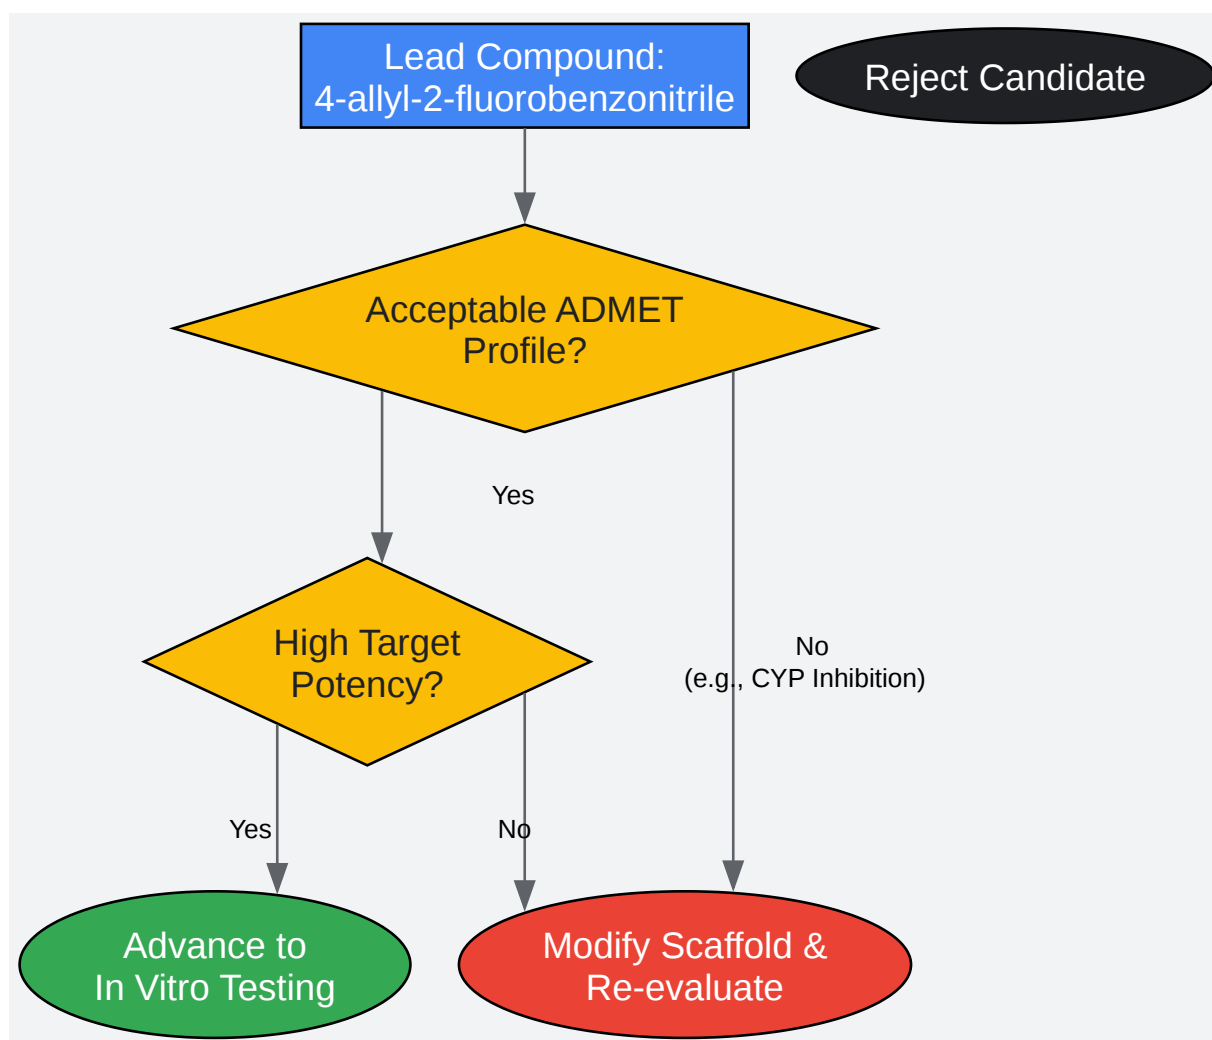 Lead Compound:
4-allyl-2-fluorobenzonitrile
Reject Candidate
Acceptable ADMET
Profile?
Yes
High Target
Potency?
No
(e.g., CYP Inhibition)
Yes
No
Advance to
In Vitro Testing
Modify Scaffold &
Re-evaluate